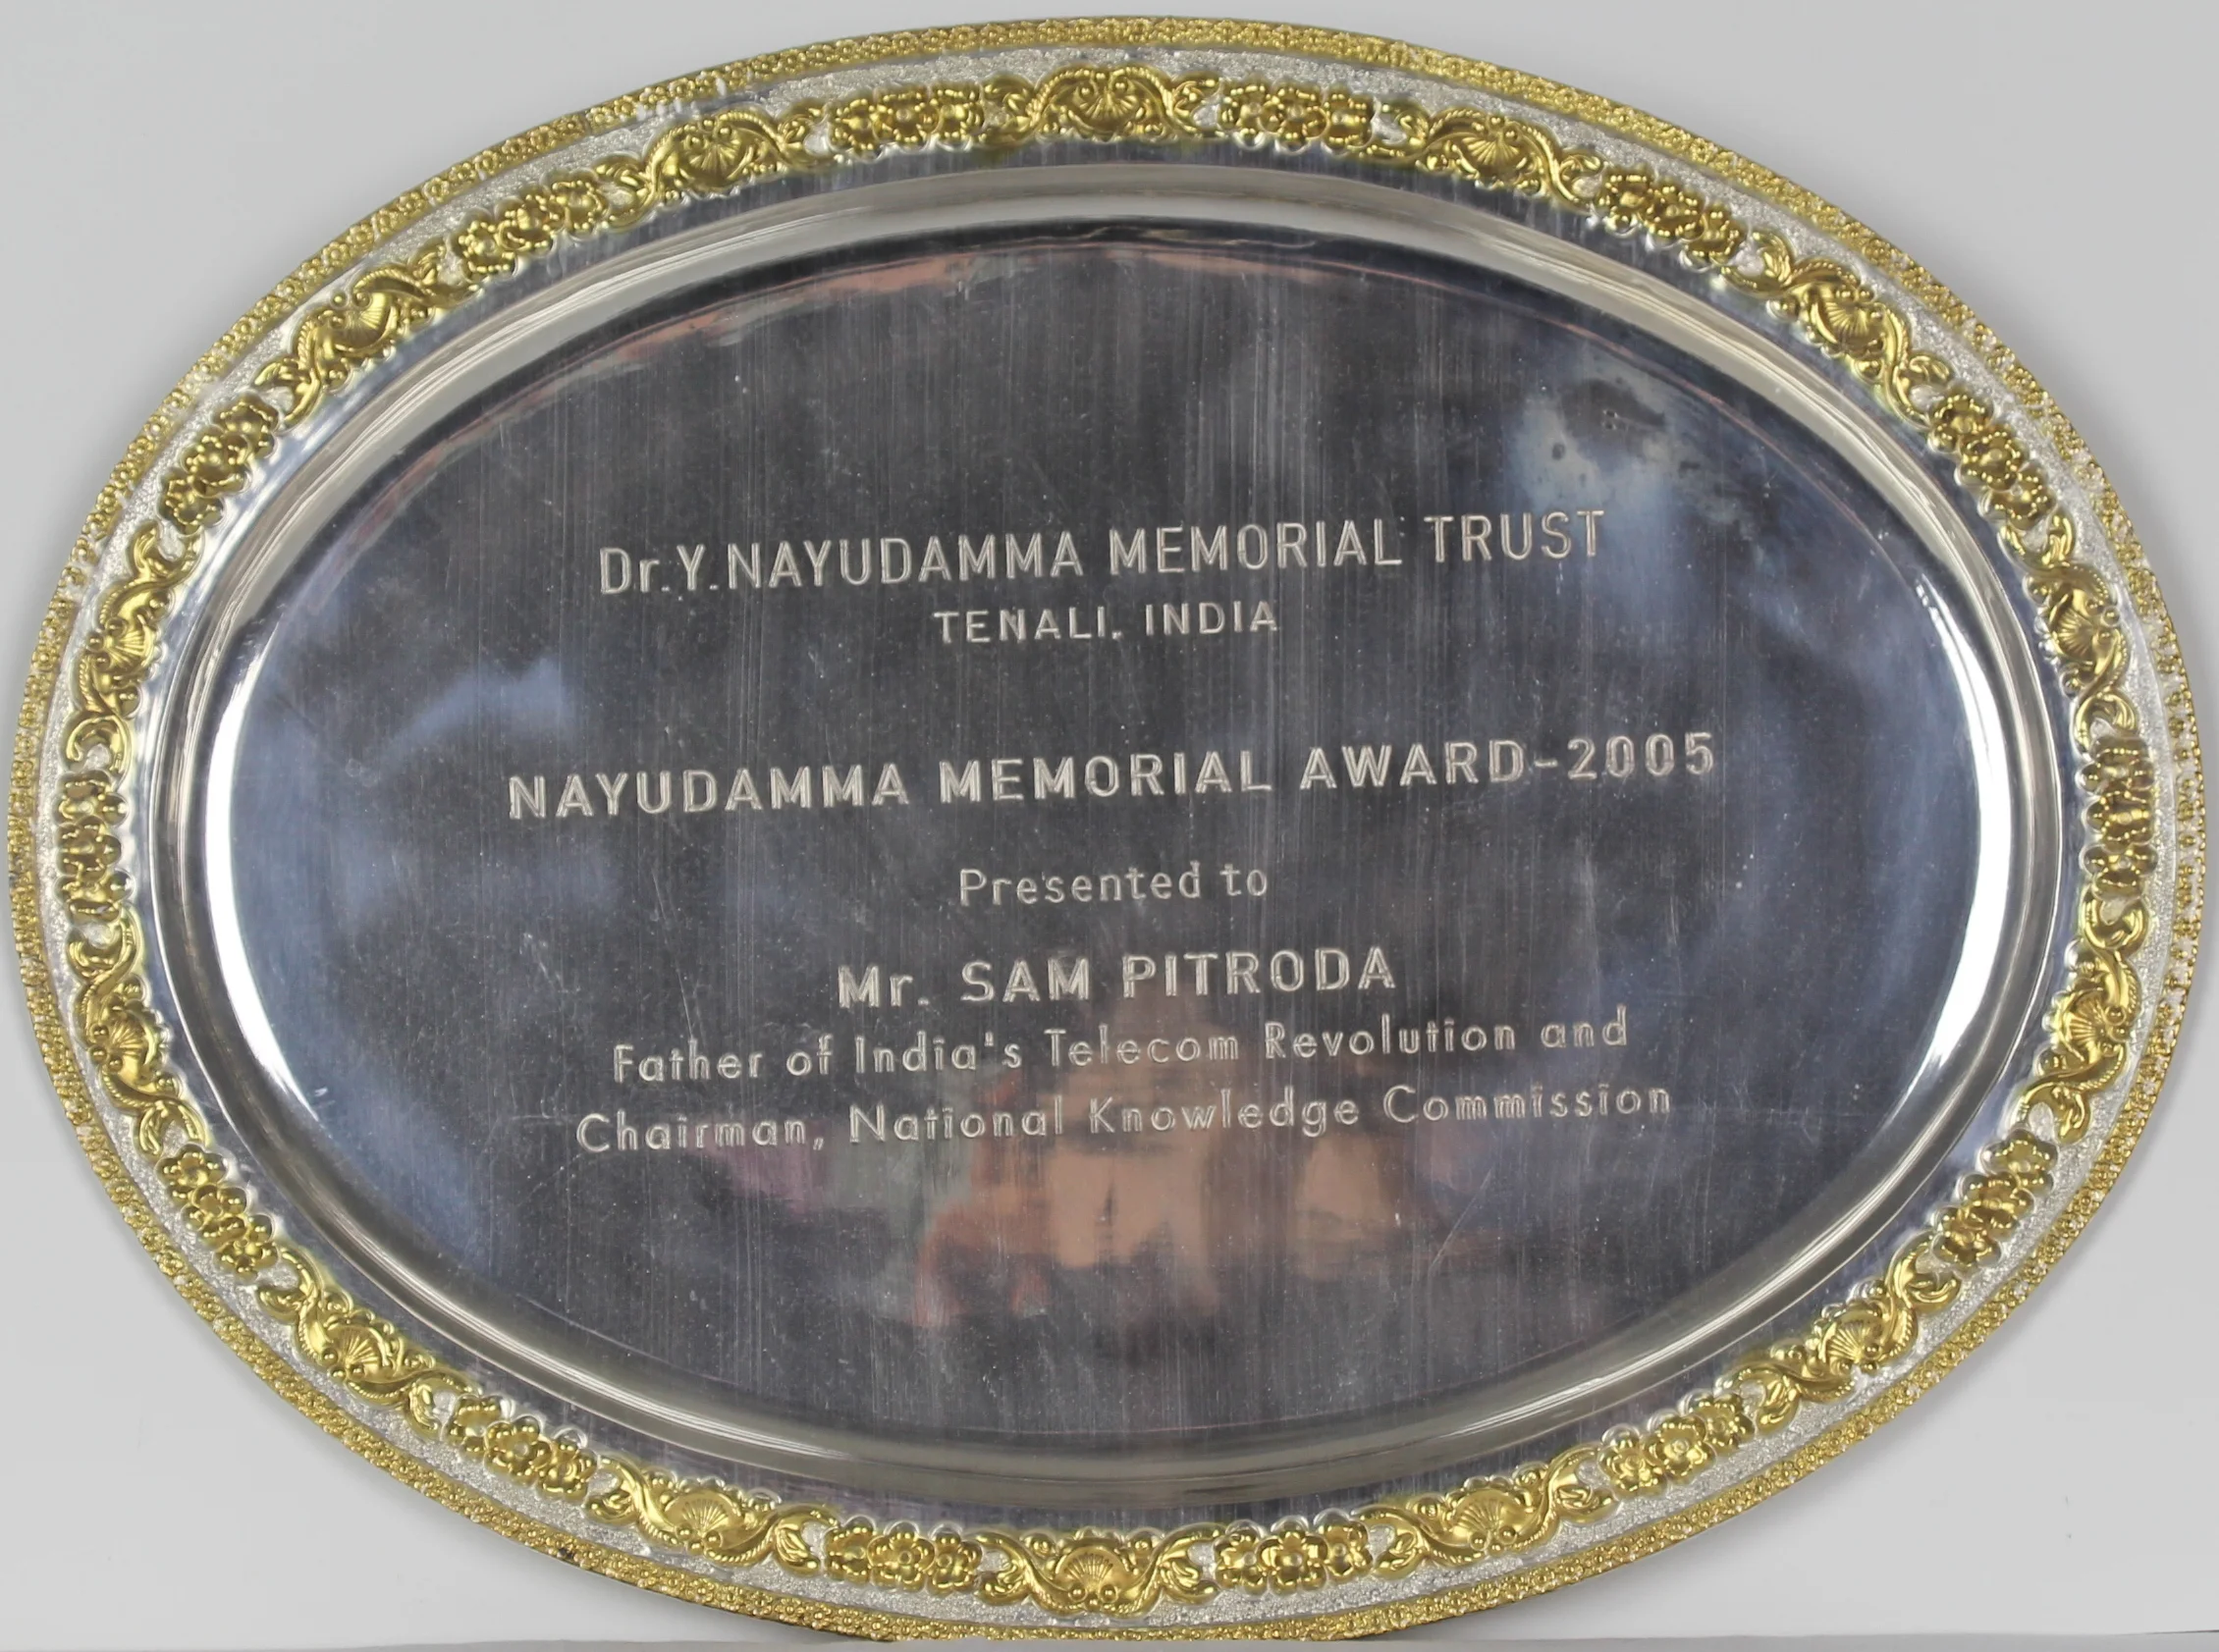 Dr.Y.NAYUDAMMA MEMORIAL TRUST
TENALI. INDIA
NAYUDAMMA MEMORIAL AWARD-2005
Presented to
Mr. SAM PITRODA
Father of India's Telecom Revolution and
Chairman, National Knowledge Commission